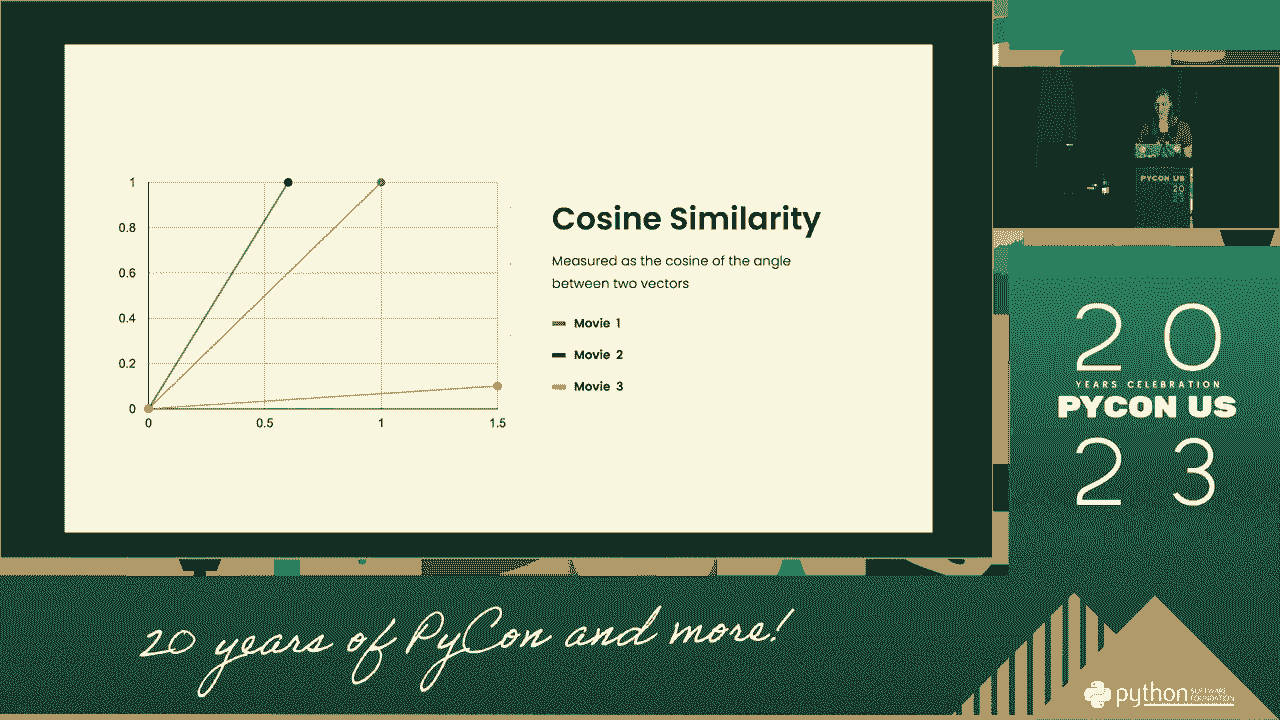 1
0.8
0.6
0.4
0.2
0
0 0.5 1 1.5
Cosine Similarity
Measured as the cosine of the angle
between two vectors
Movie 1
Movie 2
Movie 3
PYCON US
20
23
20
YEARS CELEBRATION
PYCON US
23
20 years of PyCon and more!
python SOFTWARE
FOUNDATION